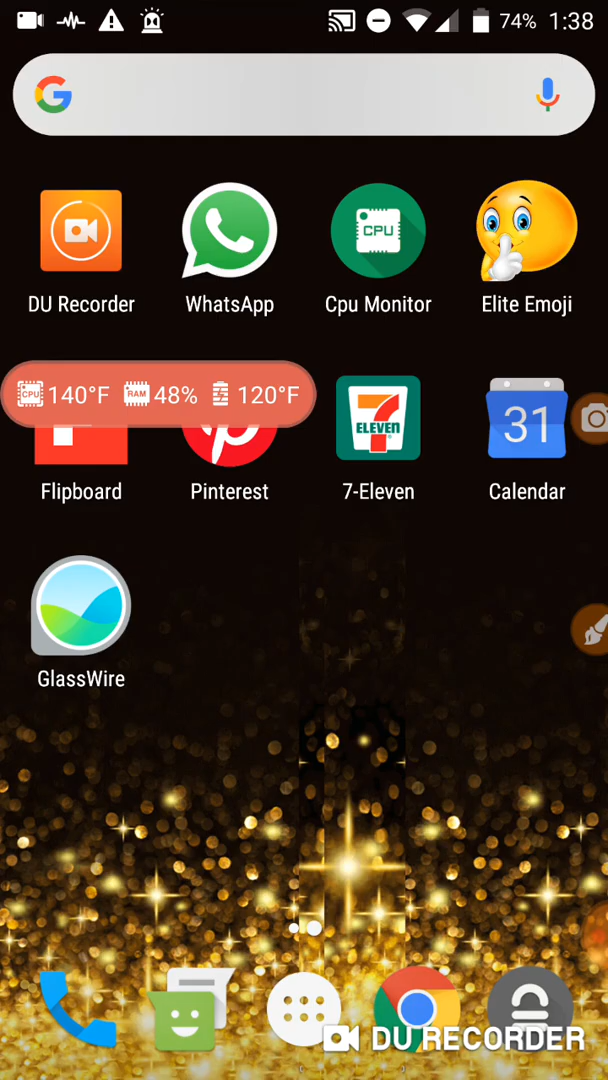 74% 1:38
G
DU Recorder WhatsApp Cpu Monitor Elite Emoji
CPU
CPU 140°F RAM 48% 120°F
7 ELEVEN
31
Flipboard Pinterest 7-Eleven Calendar
GlassWire
DU RECORDER